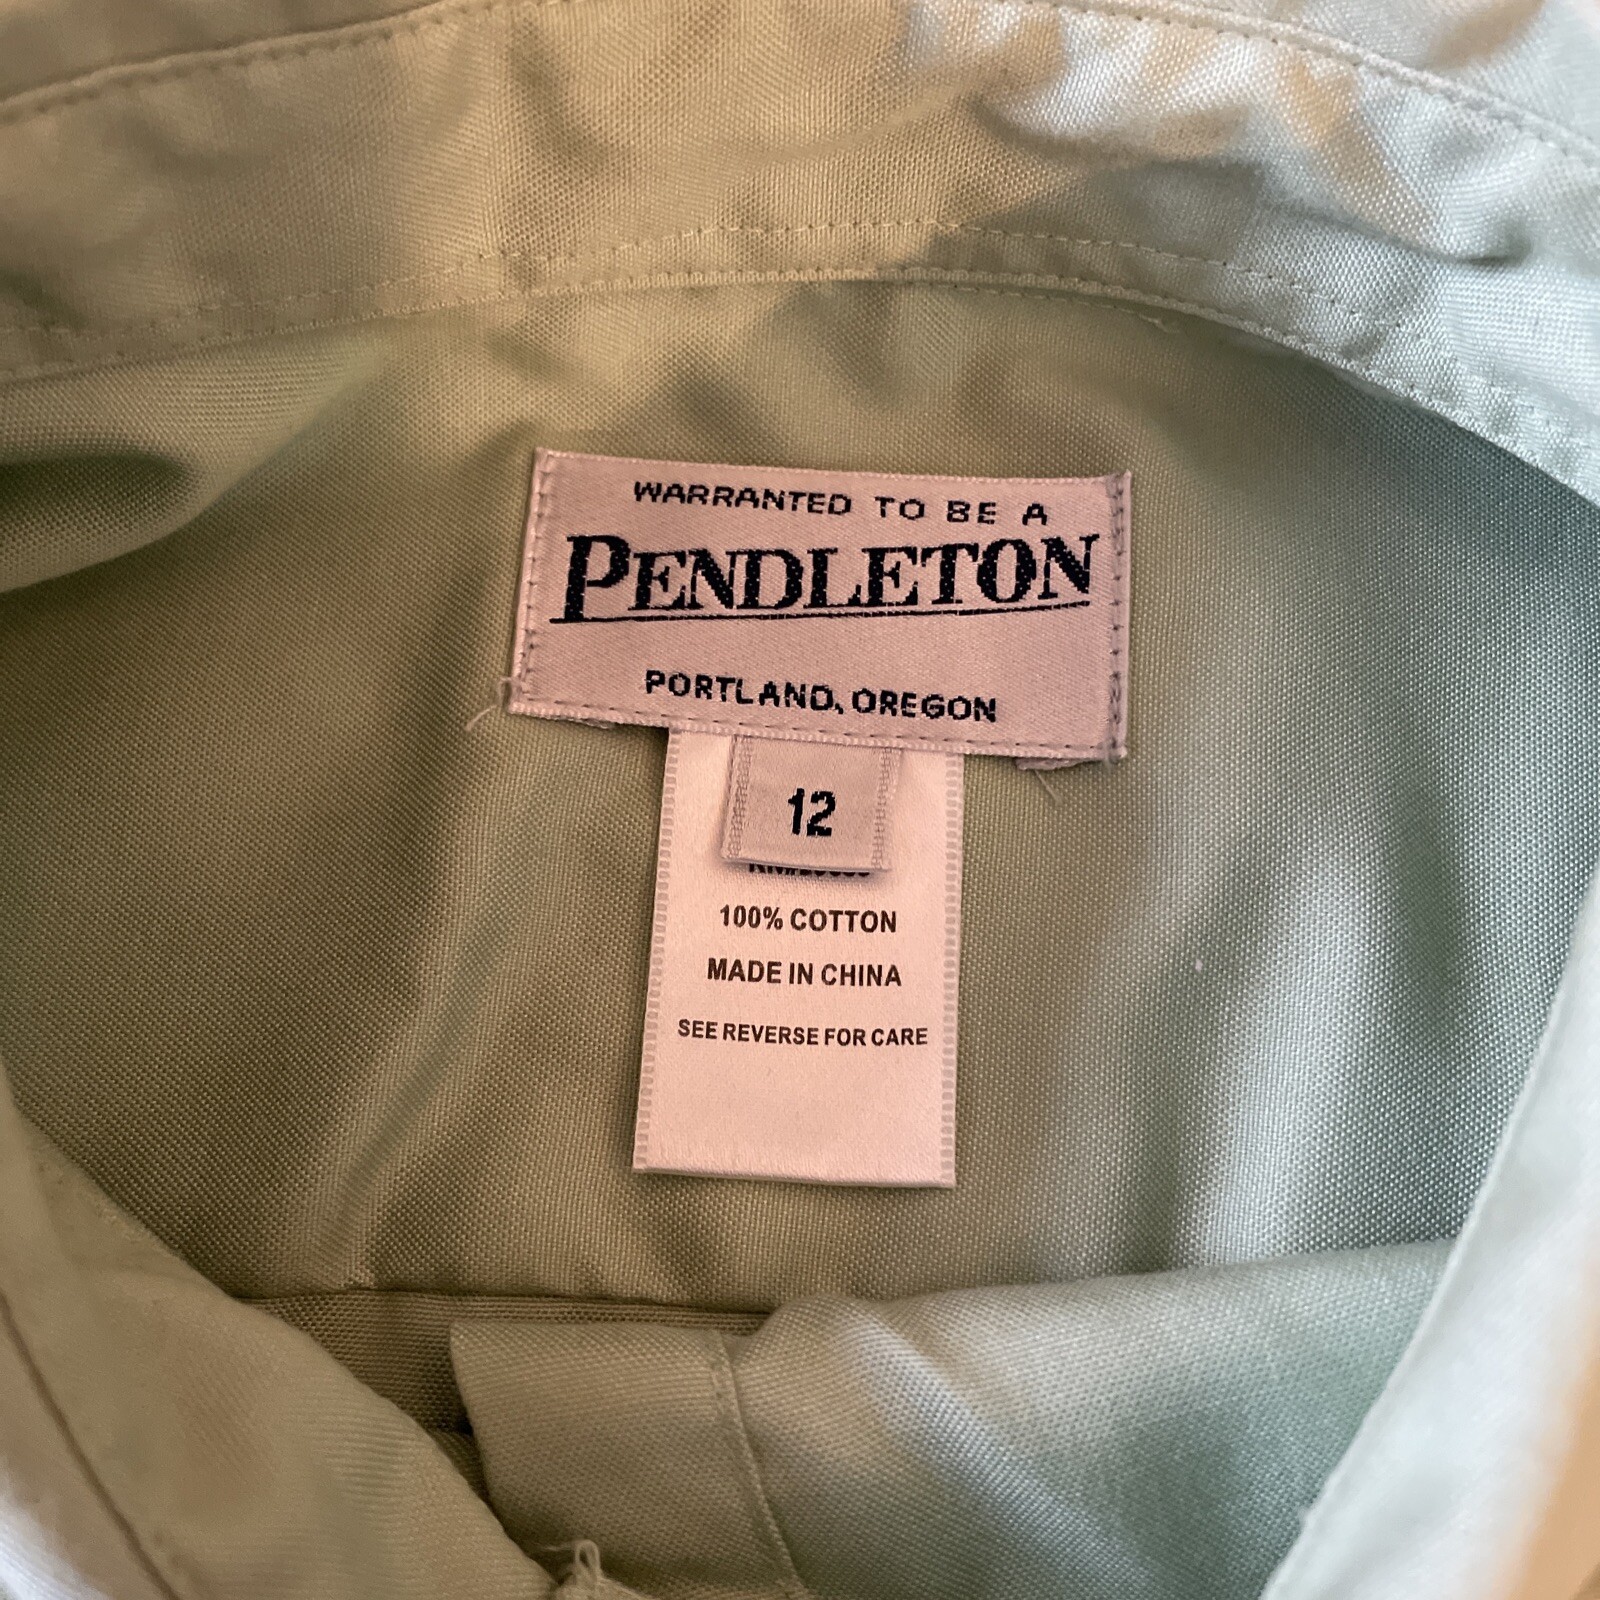 WARRANTED TO BE A
PENDLETON
PORTLAND, OREGON
12
100% COTTON
MADE IN CHINA
SEE REVERSE FOR CARE